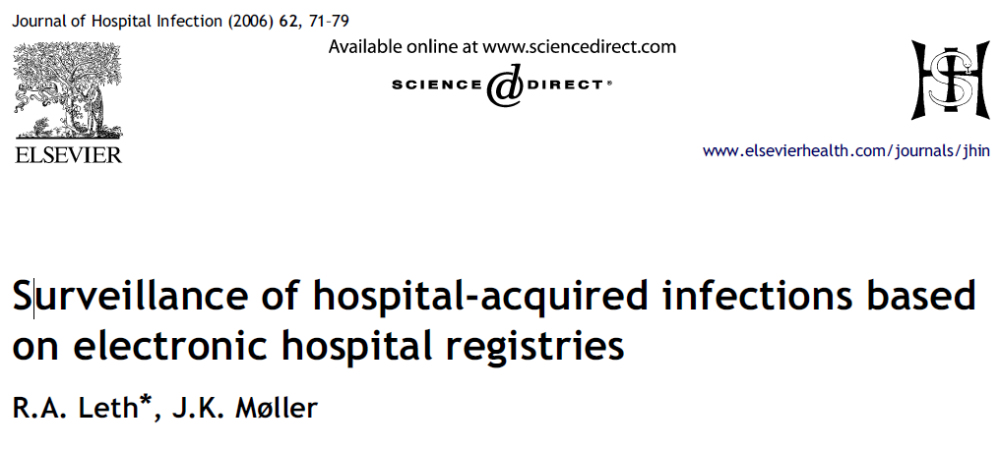 Journal of Hospital Infection (2006) 62, 71–79
Available online at www.sciencedirect.com
SCIENCE DIRECT®
ELSEVIER
www.elsevierhealth.com/journals/jhin
Surveillance of hospital-acquired infections based
on electronic hospital registries
R.A. Leth*, J.K. Møller